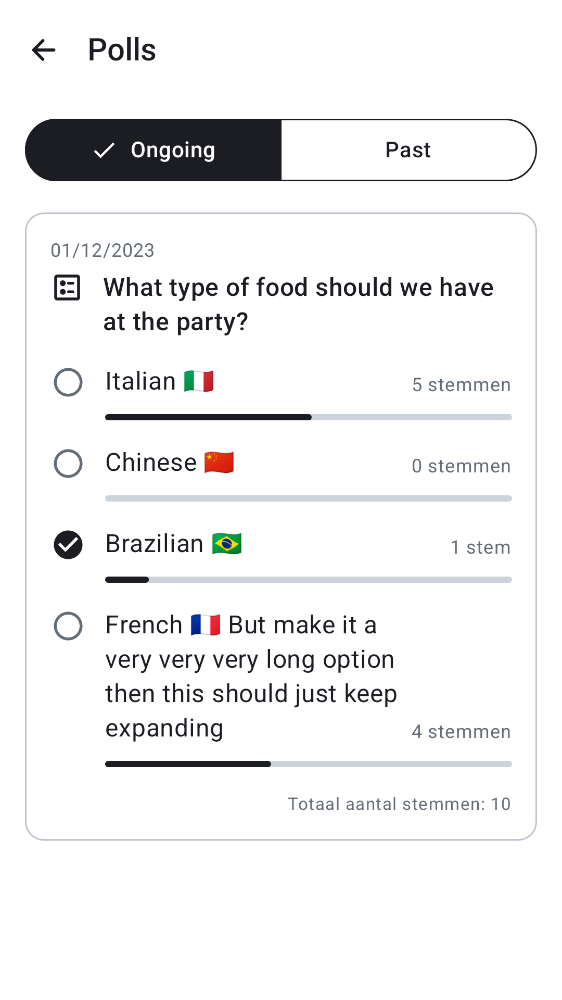 Polls
Ongoing
Past
01/12/2023
What type of food should we have
at the party?
Italian 🇮🇹
5 stemmen
Chinese 🇨🇳
0 stemmen
Brazilian 🇧🇷
1 stem
French 🇫🇷 But make it a
very very very long option
then this should just keep
expanding
4 stemmen
Totaal aantal stemmen: 10